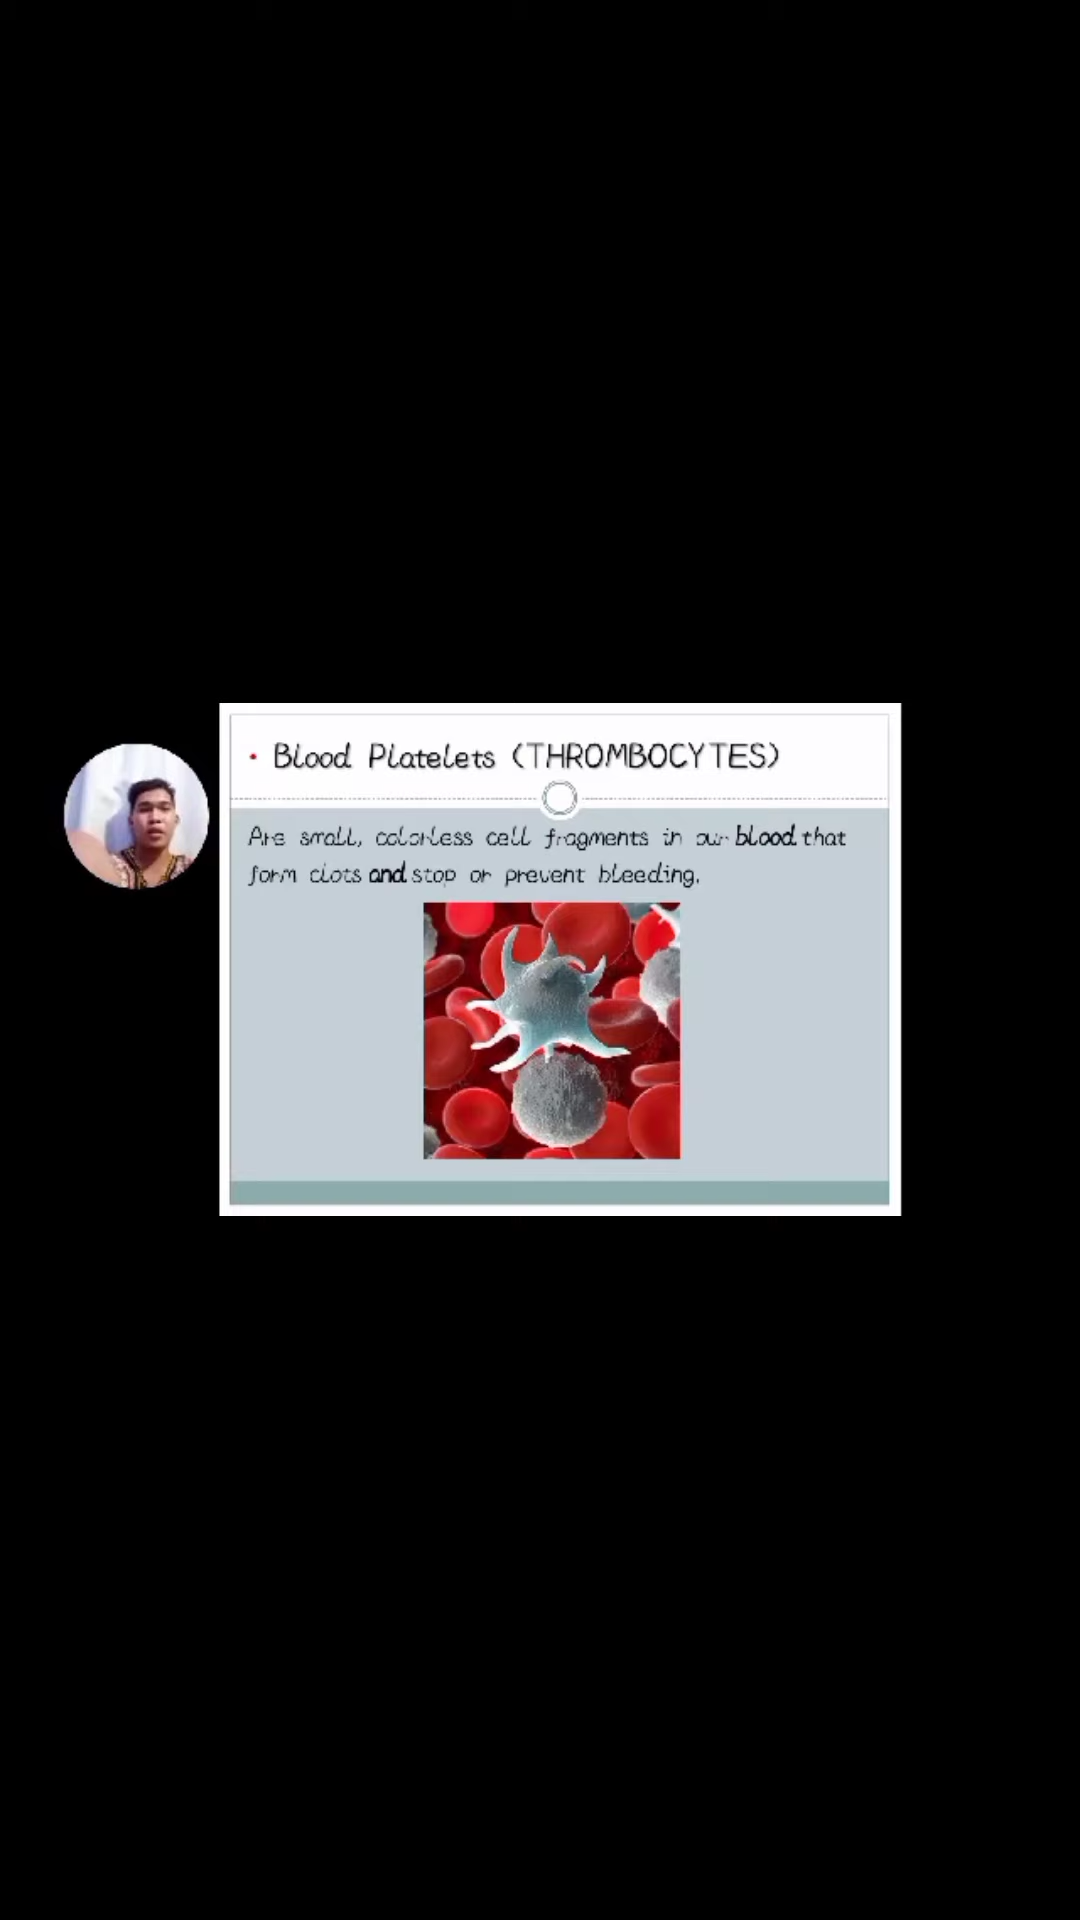 • Blood Platelets (THROMBOCYTES)
Are small, colorless cell fragments in our blood that
form clots and stop or prevent bleeding.